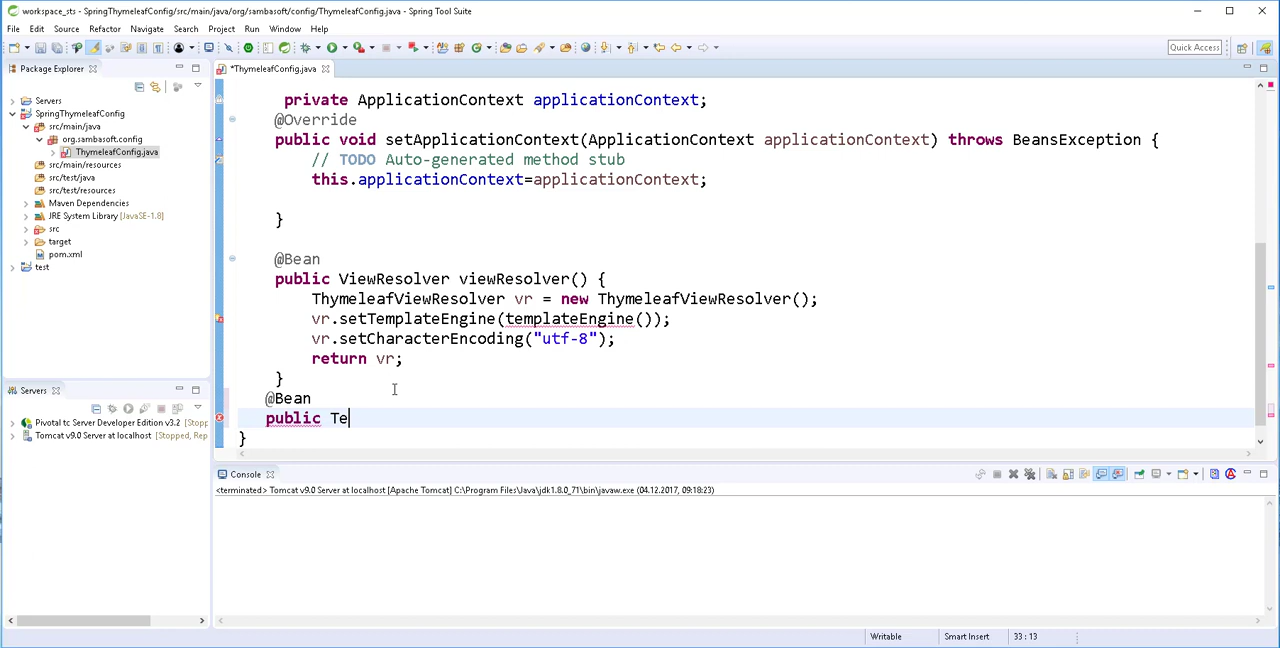 workspace_sts - SpringThymeleafConfig/src/main/java/org/sambasoft/config/ThymeleafConfig.java - Spring Tool Suite
File Edit Source Refactor Navigate Search Project Run Window Help
Quick Access
Package Explorer
*ThymeleafConfig.java
Servers
SpringThymeleafConfig
src/main/java
org.sambasoft.config
ThymeleafConfig.java
src/main/resources
src/test/java
src/test/resources
Maven Dependencies
JRE System Library [JavaSE-1.8]
src
target
pom.xml
test
private ApplicationContext applicationContext;
@Override
public void setApplicationContext(ApplicationContext applicationContext) throws BeansException {
// TODO Auto-generated method stub
this.applicationContext=applicationContext;
}
@Bean
public ViewResolver viewResolver() {
ThymeleafViewResolver vr = new ThymeleafViewResolver();
vr.setTemplateEngine(templateEngine());
vr.setCharacterEncoding("utf-8");
return vr;
}
@Bean
public Te
}
Servers
Pivotal tc Server Developer Edition v3.2 [Stopp
Tomcat v9.0 Server at localhost [Stopped, Rep
Console
<terminated> Tomcat v9.0 Server at localhost [Apache Tomcat] C:\Program Files\Java\jdk1.8.0_71\bin\javaw.exe (04.12.2017, 09:18:23)
Writable Smart Insert 33 : 13